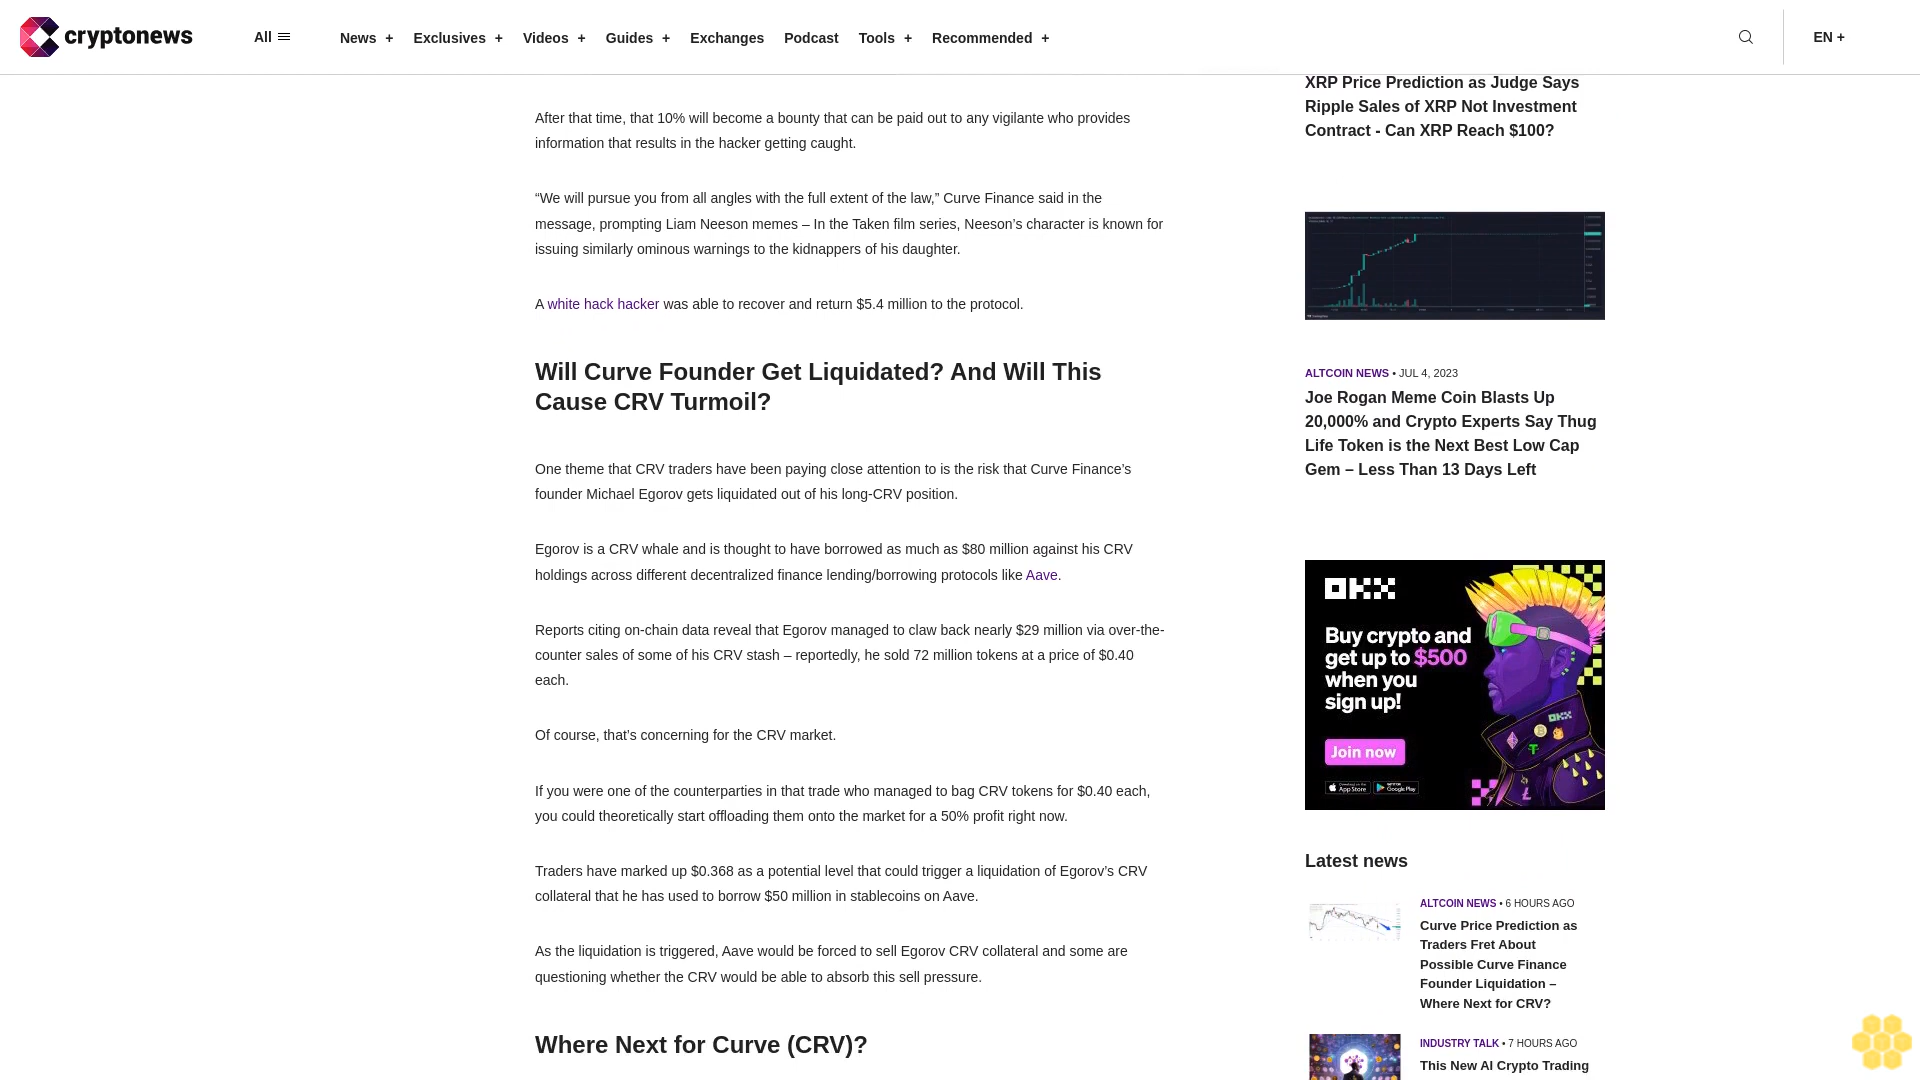 cryptonews
All
News +
Exclusives +
Videos +
Guides +
Exchanges
Podcast
Tools +
Recommended +
EN +
After that time, that 10% will become a bounty that can be paid out to any vigilante who provides
information that results in the hacker getting caught.
“We will pursue you from all angles with the full extent of the law,” Curve Finance said in the
message, prompting Liam Neeson memes – In the Taken film series, Neeson’s character is known for
issuing similarly ominous warnings to the kidnappers of his daughter.
A white hack hacker was able to recover and return $5.4 million to the protocol.
Will Curve Founder Get Liquidated? And Will This
Cause CRV Turmoil?
One theme that CRV traders have been paying close attention to is the risk that Curve Finance’s
founder Michael Egorov gets liquidated out of his long-CRV position.
Egorov is a CRV whale and is thought to have borrowed as much as $80 million against his CRV
holdings across different decentralized finance lending/borrowing protocols like Aave.
Reports citing on-chain data reveal that Egorov managed to claw back nearly $29 million via over-the-
counter sales of some of his CRV stash – reportedly, he sold 72 million tokens at a price of $0.40
each.
Of course, that’s concerning for the CRV market.
If you were one of the counterparties in that trade who managed to bag CRV tokens for $0.40 each,
you could theoretically start offloading them onto the market for a 50% profit right now.
Traders have marked up $0.368 as a potential level that could trigger a liquidation of Egorov’s CRV
collateral that he has used to borrow $50 million in stablecoins on Aave.
As the liquidation is triggered, Aave would be forced to sell Egorov CRV collateral and some are
questioning whether the CRV would be able to absorb this sell pressure.
Where Next for Curve (CRV)?
XRP Price Prediction as Judge Says
Ripple Sales of XRP Not Investment
Contract - Can XRP Reach $100?
ALTCOIN NEWS • JUL 4, 2023
Joe Rogan Meme Coin Blasts Up
20,000% and Crypto Experts Say Thug
Life Token is the Next Best Low Cap
Gem – Less Than 13 Days Left
OKX
Buy crypto and
get up to $500
when you
sign up!
Join now
App Store
Google Play
OKX
Latest news
ALTCOIN NEWS • 6 HOURS AGO
Curve Price Prediction as
Traders Fret About
Possible Curve Finance
Founder Liquidation –
Where Next for CRV?
INDUSTRY TALK • 7 HOURS AGO
This New AI Crypto Trading